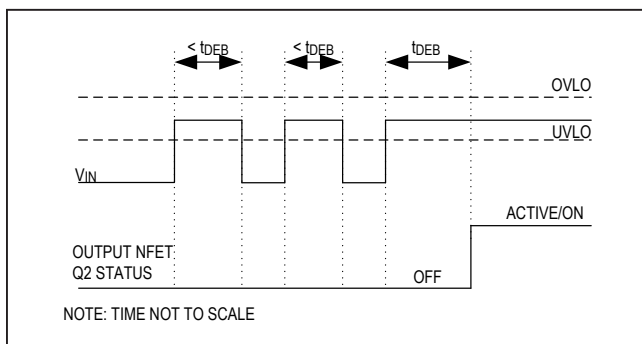 < tDEB < tDEB tDEB
OVLO
UVLO
VIN
ACTIVE/ON
OUTPUT NFET
Q2 STATUS
OFF
NOTE: TIME NOT TO SCALE